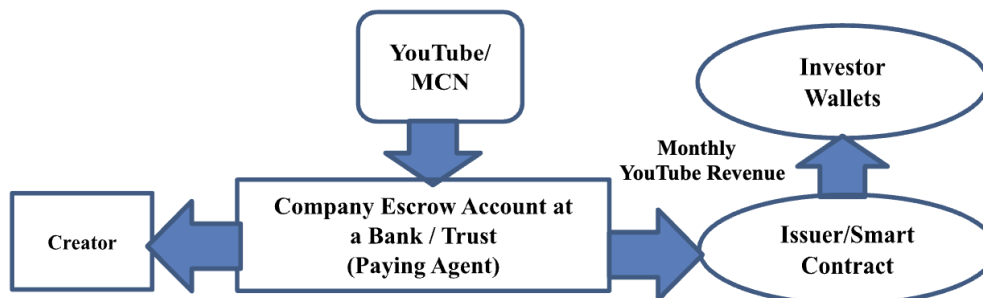 YouTube/
MCN
Investor
Wallets
Monthly
YouTube Revenue
Creator
Company Escrow Account at
a Bank / Trust
(Paying Agent)
Issuer/Smart
Contract